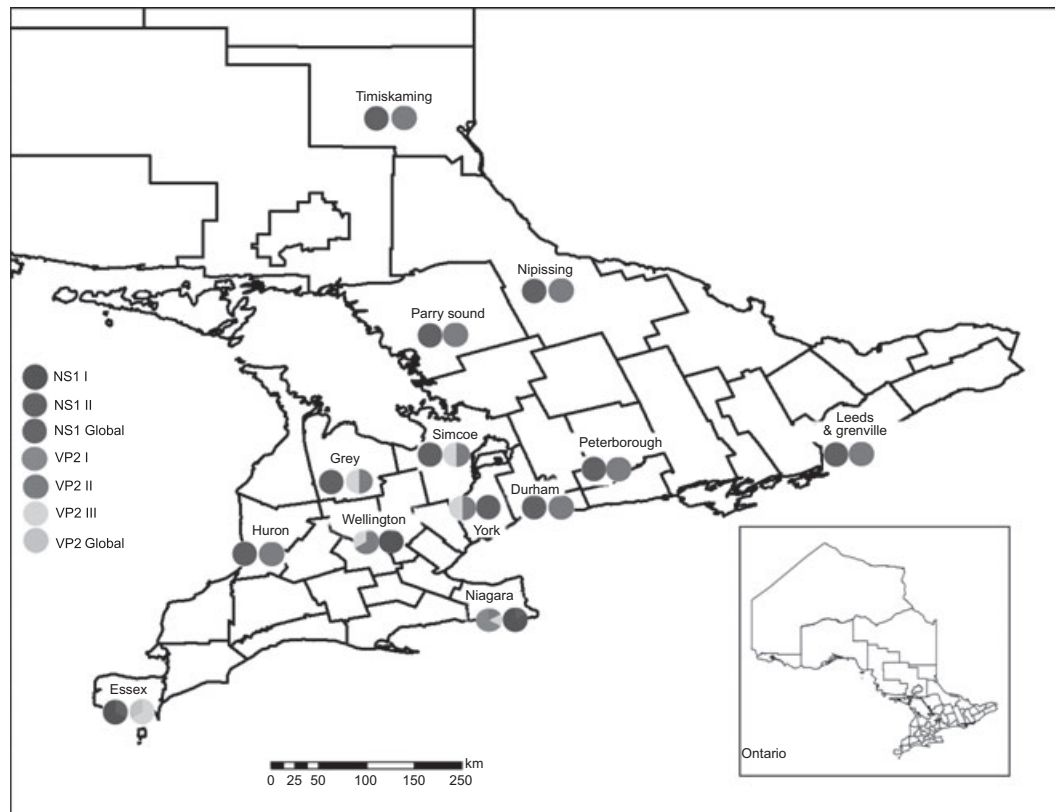 Timiskaming
Nipissing
Parry sound
NS1 I
NS1 II
NS1 Global
VP2 I
VP2 II
VP2 III
VP2 Global
Simcoe
Grey
Peterborough
Leeds
& grenville
Durham
York
Wellington
Huron
Niagara
Essex
Ontario
km
0 25 50 100 150 250